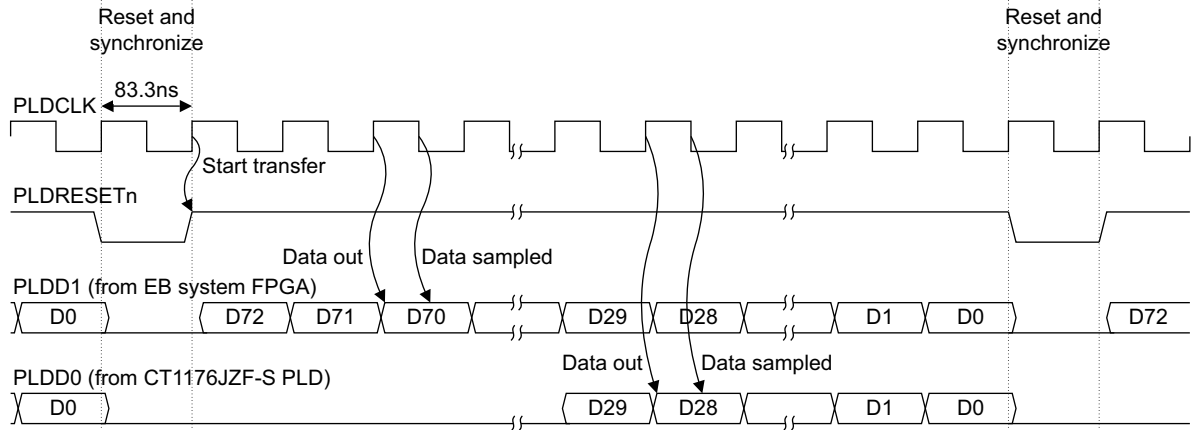 Reset and
synchronize
Reset and
synchronize
83.3ns
PLDCLK
Start transfer
PLDRESETn
Data out
Data sampled
PLDD1 (from EB system FPGA)
D0
D72
D71
D70
D29
D28
D1
D0
D72
Data out
Data sampled
PLDD0 (from CT1176JZF-S PLD)
D0
D29
D28
D1
D0